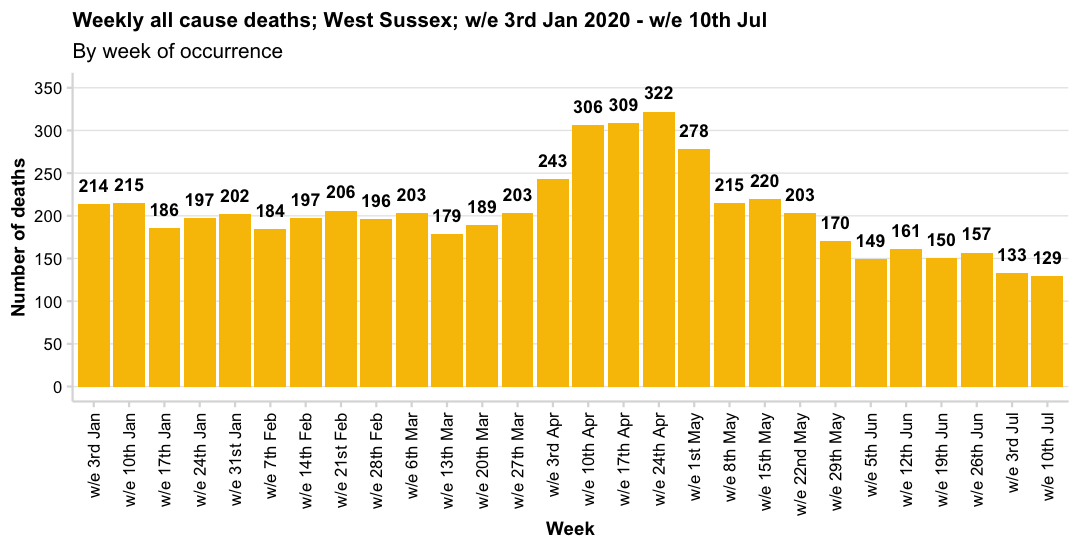 Weekly all cause deaths; West Sussex; w/e 3rd Jan 2020 - w/e 10th Jul
By week of occurrence
Number of deaths
350
300
250
200
150
100
50
0
214
215
186
197
202
184
197
206
196
203
179
189
203
243
306
309
322
278
215
220
203
170
149
161
150
157
133
129
w/e 3rd Jan
w/e 10th Jan
w/e 17th Jan
w/e 24th Jan
w/e 31st Jan
w/e 7th Feb
w/e 14th Feb
w/e 21st Feb
w/e 28th Feb
w/e 6th Mar
w/e 13th Mar
w/e 20th Mar
w/e 27th Mar
w/e 3rd Apr
w/e 10th Apr
w/e 17th Apr
w/e 24th Apr
w/e 1st May
w/e 8th May
w/e 15th May
w/e 22nd May
w/e 29th May
w/e 5th Jun
w/e 12th Jun
w/e 19th Jun
w/e 26th Jun
w/e 3rd Jul
w/e 10th Jul
Week